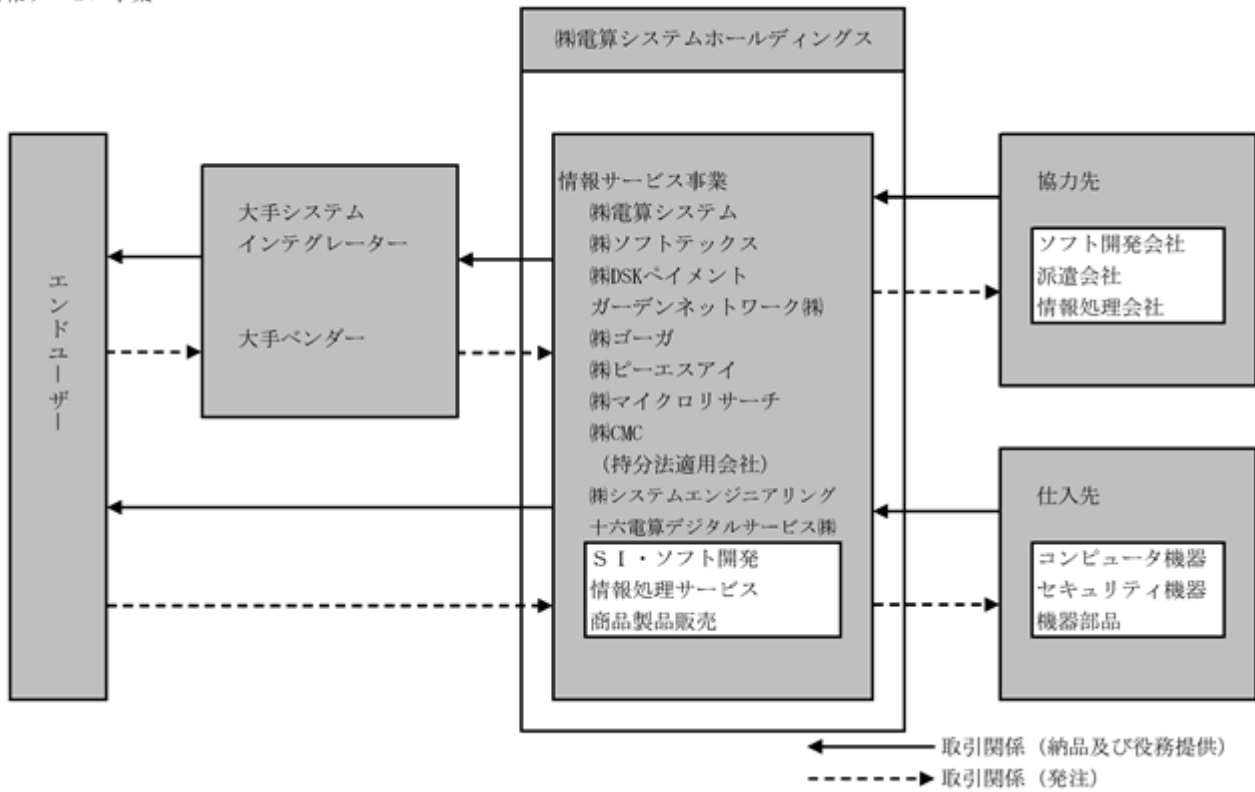 ㈱電算システムホールディングス
エンドユーザー
大手システム
インテグレーター
大手ベンダー
情報サービス事業
㈱電算システム
㈱ソフトテックス
㈱DSKペイメント
ガーデンネットワーク㈱
㈱ゴーガ
㈱ピーエスアイ
㈱マイクロリサーチ
㈱CMC
（持分法適用会社）
㈱システムエンジニアリング
十六電算デジタルサービス㈱
ＳＩ・ソフト開発
情報処理サービス
商品製品販売
協力先
ソフト開発会社
派遣会社
情報処理会社
仕入先
コンピュータ機器
セキュリティ機器
機器部品
取引関係（納品及び役務提供）
取引関係（発注）